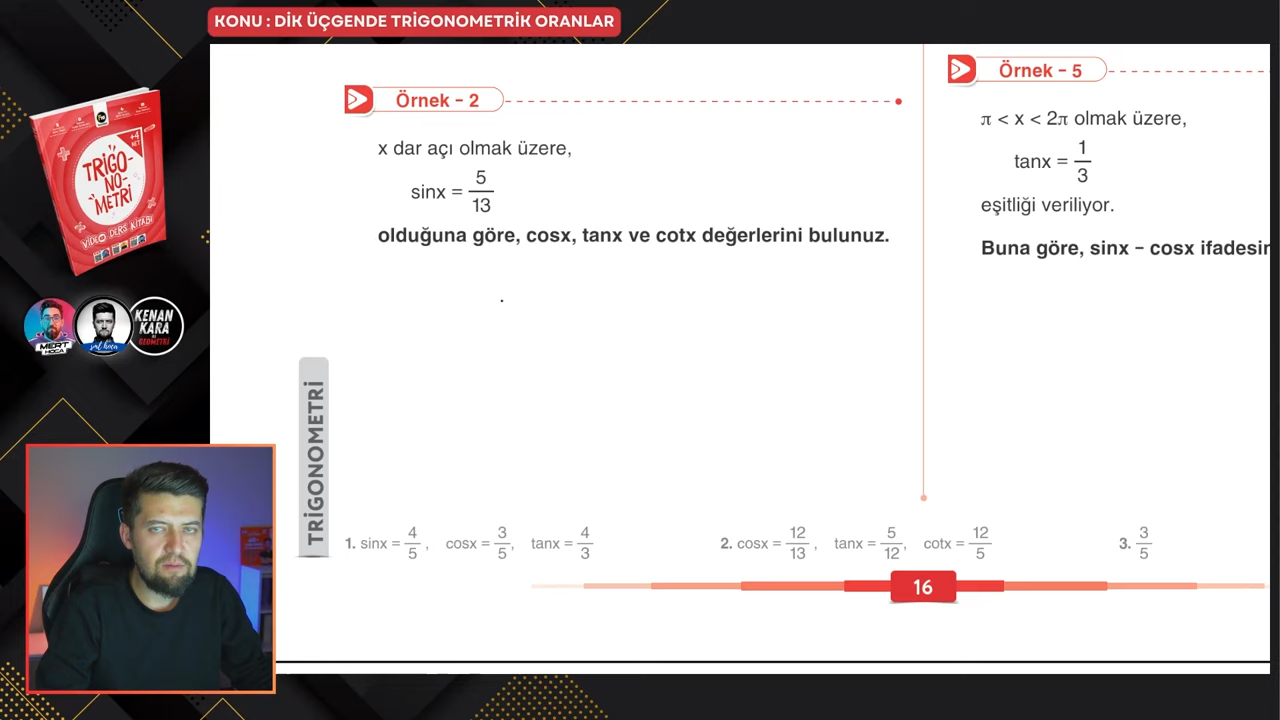 KONU : DİK ÜÇGENDE TRİGONOMETRİK ORANLAR
TRİGO-
NO-
METRİ
+4 NET
VİDEO DERS KİTABI
MERT HOCA
KENAN KARA
GEOMETRİ
Örnek - 2
x dar açı olmak üzere,
sinx = 5/13
olduğuna göre, cosx, tanx ve cotx değerlerini bulunuz.
Örnek - 5
π < x < 2π olmak üzere,
tanx = 1/3
eşitliği veriliyor.
Buna göre, sinx - cosx ifadesin
TRİGONOMETRİ
1. sinx = 4/5, cosx = 3/5, tanx = 4/3
2. cosx = 12/13, tanx = 5/12, cotx = 12/5
3. 3/5
16